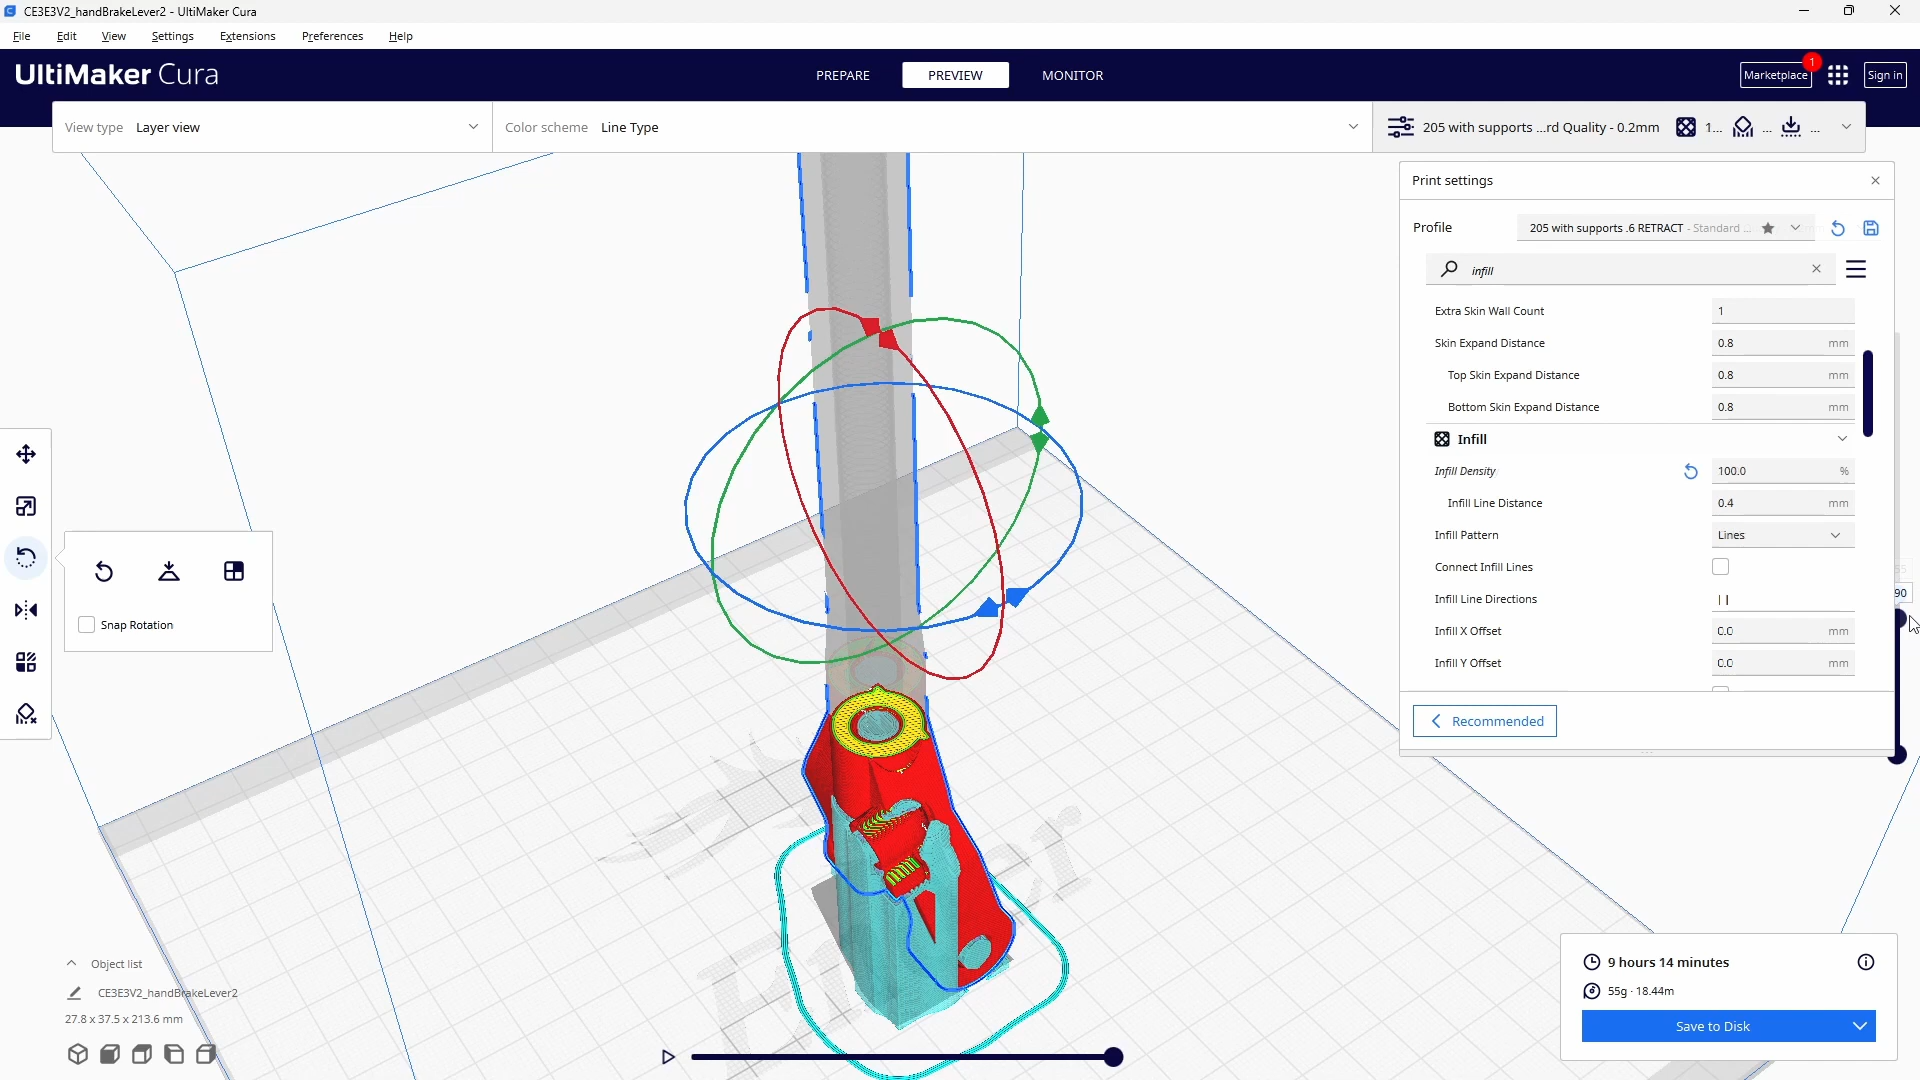 CE3E3V2_handBrakeLever2 - UltiMaker Cura
File Edit View Settings Extensions Preferences Help
UltiMaker Cura
PREPARE PREVIEW MONITOR
Marketplace 1 Sign in
View type Layer view
Color scheme Line Type
205 with supports ...rd Quality - 0.2mm 1... ... ...
Print settings
Profile 205 with supports .6 RETRACT - Standard ...
infill
Extra Skin Wall Count 1
Skin Expand Distance 0.8 mm
Top Skin Expand Distance 0.8 mm
Bottom Skin Expand Distance 0.8 mm
Infill
Infill Density 100.0 %
Infill Line Distance 0.4 mm
Infill Pattern Lines
Connect Infill Lines
Infill Line Directions [ ]
Infill X Offset 0.0 mm
Infill Y Offset 0.0 mm
Recommended
90
Snap Rotation
Object list
CE3E3V2_handBrakeLever2
27.8 x 37.5 x 213.6 mm
9 hours 14 minutes
55g · 18.44m
Save to Disk